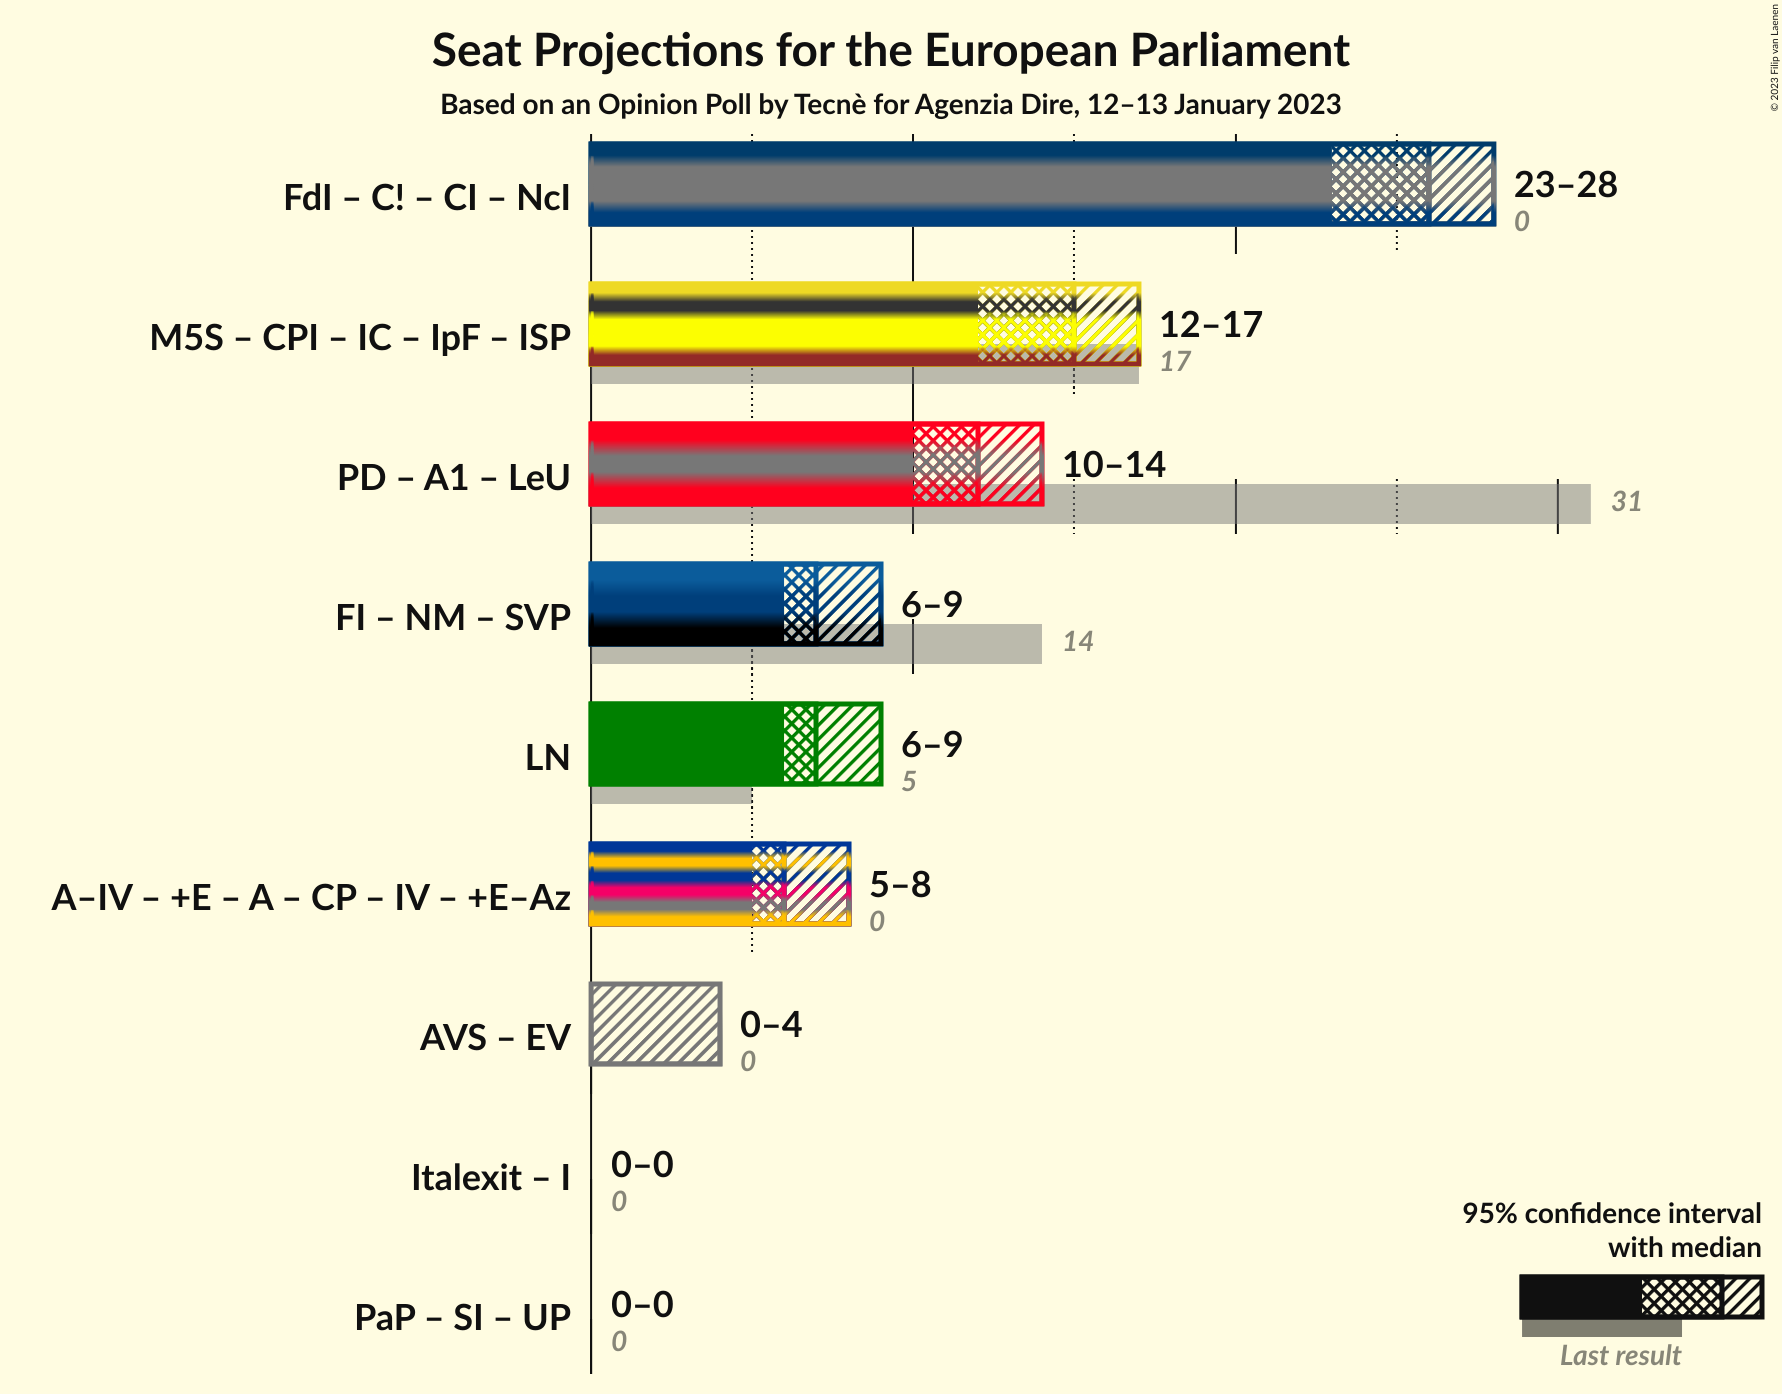 Seat Projections for the European Parliament
Based on an Opinion Poll by Tecnè for Agenzia Dire, 12–13 January 2023
© 2023 Filip van Laenen
FdI – C! – CI – NcI
23–28
0
M5S – CPI – IC – IpF – ISP
12–17
17
PD – A1 – LeU
10–14
31
FI – NM – SVP
6–9
14
LN
6–9
5
A–IV – +E – A – CP – IV – +E–Az
5–8
0
AVS – EV
0–4
0
Italexit – I
0–0
0
PaP – SI – UP
0–0
0
95% confidence interval
with median
Last result